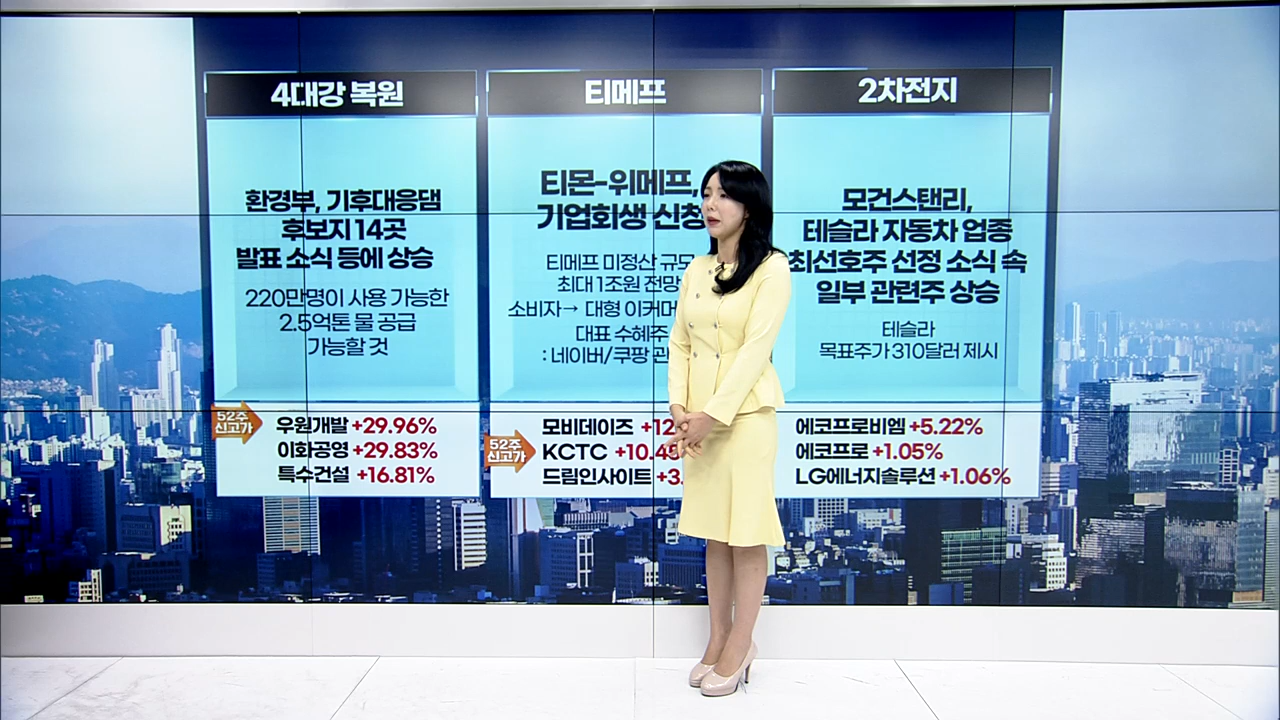 4대강 복원
환경부, 기후대응댐
후보지 14곳
발표 소식 등에 상승
220만명이 사용 가능한
2.5억톤 물 공급
가능할 것
52주
신고가
우원개발 +29.96%
이화공영 +29.83%
특수건설 +16.81%
티메프
티몬-위메프,
기업회생 신청
티메프 미정산 규모
최대 1조원 전망
소비자→ 대형 이커머
대표 수혜주
: 네이버/쿠팡 관
52주
신고가
모비데이즈 +12
KCTC +10.4
드림인사이트 +3.
2차전지
모건스탠리,
테슬라 자동차 업종
최선호주 선정 소식 속
일부 관련주 상승
테슬라
목표주가 310달러 제시
에코프로비엠 +5.22%
에코프로 +1.05%
LG에너지솔루션 +1.06%